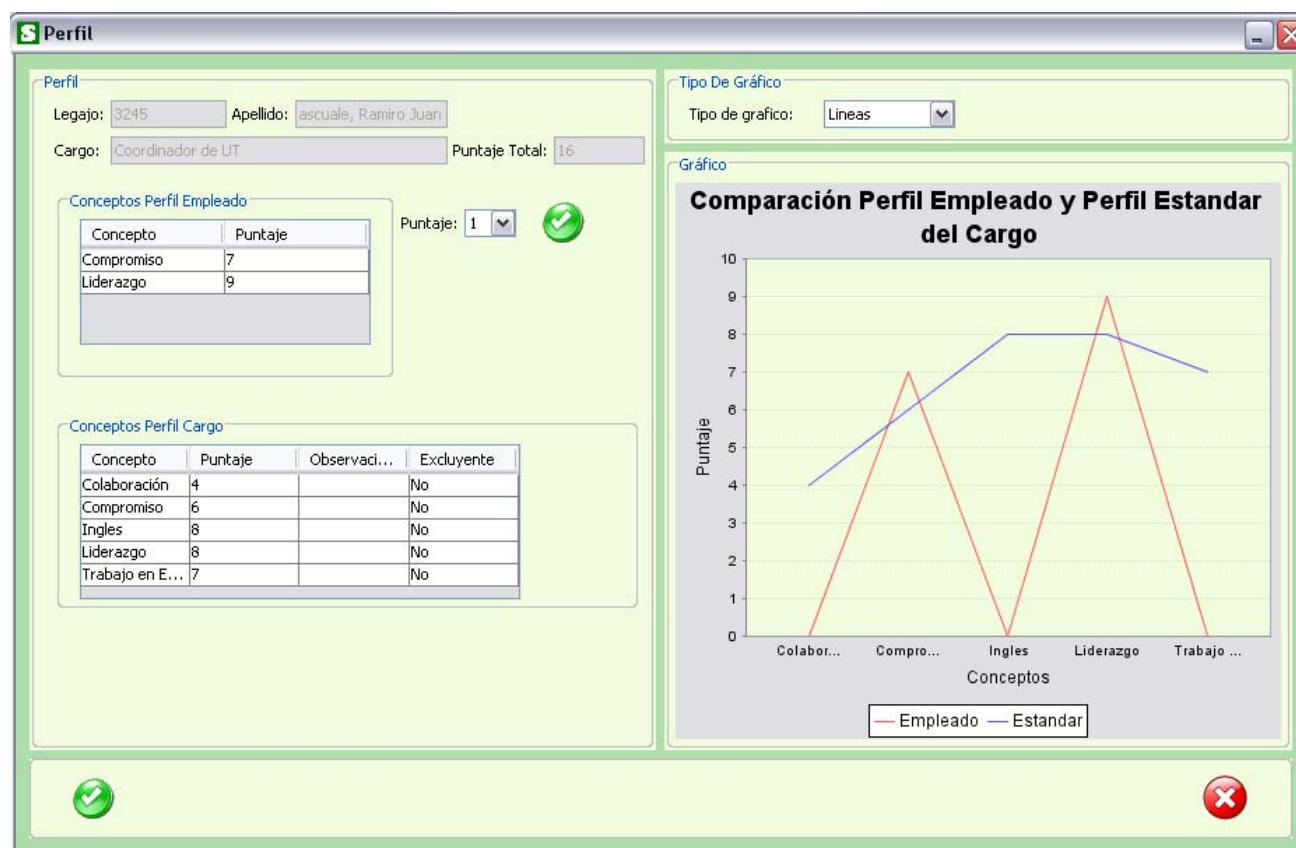 S Perfil
Perfil
Legajo: 3245 Apellido: ascuale, Ramiro Juan
Cargo: Coordinador de UT Puntaje Total: 16
Conceptos Perfil Empleado
Concepto Puntaje
Compromiso 7
Liderazgo 9
Puntaje: 1
Conceptos Perfil Cargo
Concepto Puntaje Observaci... Excluyente
Colaboración 4 No
Compromiso 6 No
Ingles 8 No
Liderazgo 8 No
Trabajo en E... 7 No
Tipo De Gráfico
Tipo de grafico: Lineas
Gráfico
Comparación Perfil Empleado y Perfil Estandar
del Cargo
Puntaje
10
9
8
7
6
5
4
3
2
1
0
Colabor... Compro... Ingles Liderazgo Trabajo ...
Conceptos
Empleado Estandar